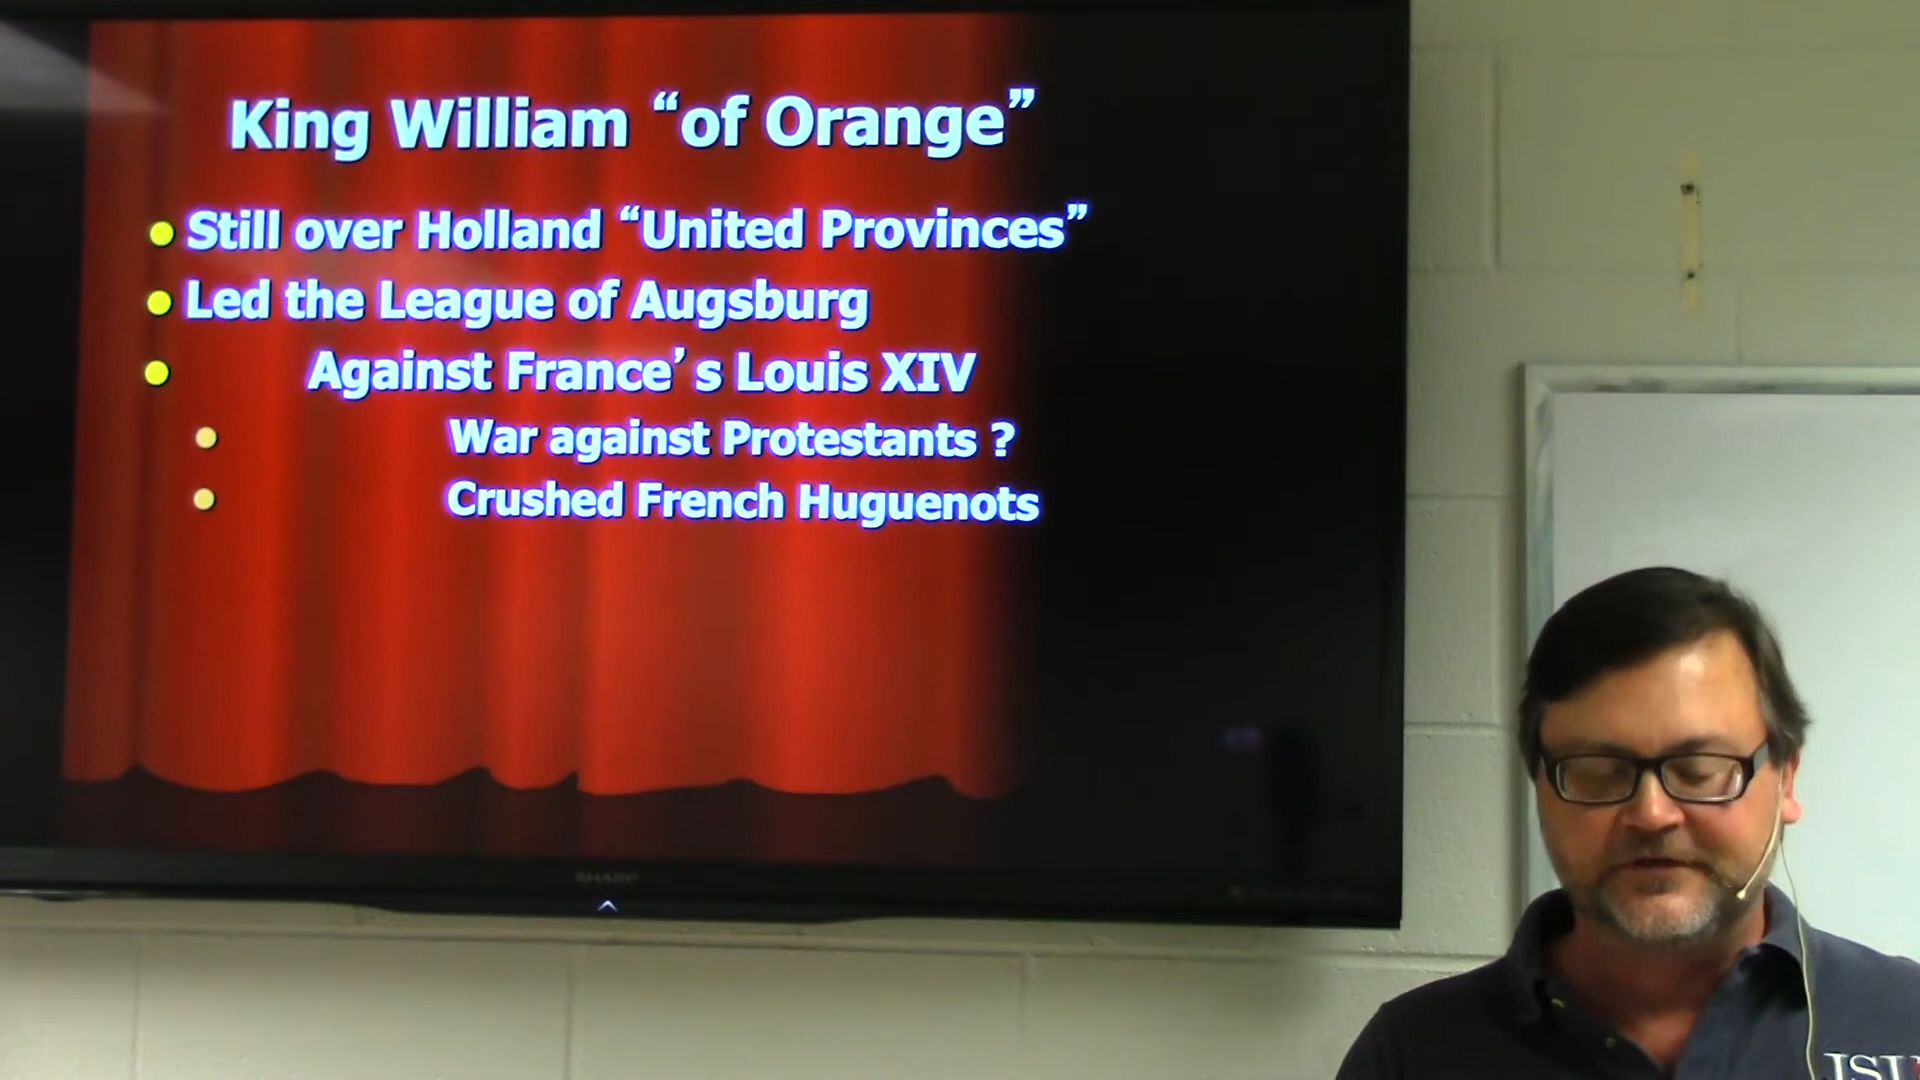 King William “of Orange”
Still over Holland “United Provinces”
Led the League of Augsburg
Against France’s Louis XIV
War against Protestants ?
Crushed French Huguenots
SHARP